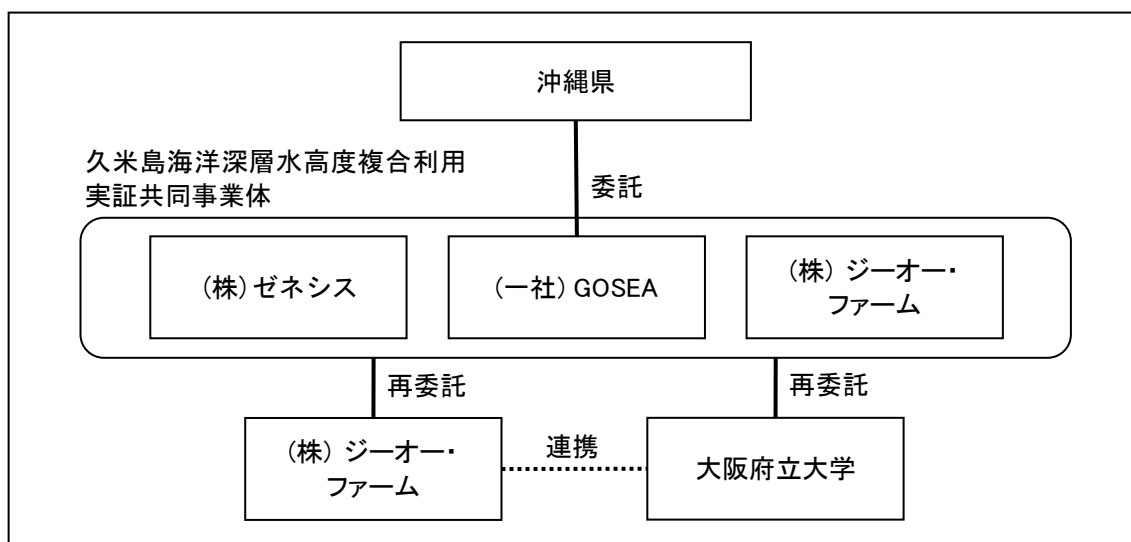 沖縄県
久米島海洋深層水高度複合利用
実証共同事業体
委託
(株)ゼネシス
(一社)GOSEA
(株) ジーオー・
ファーム
再委託
再委託
(株) ジーオー・
ファーム
連携
大阪府立大学